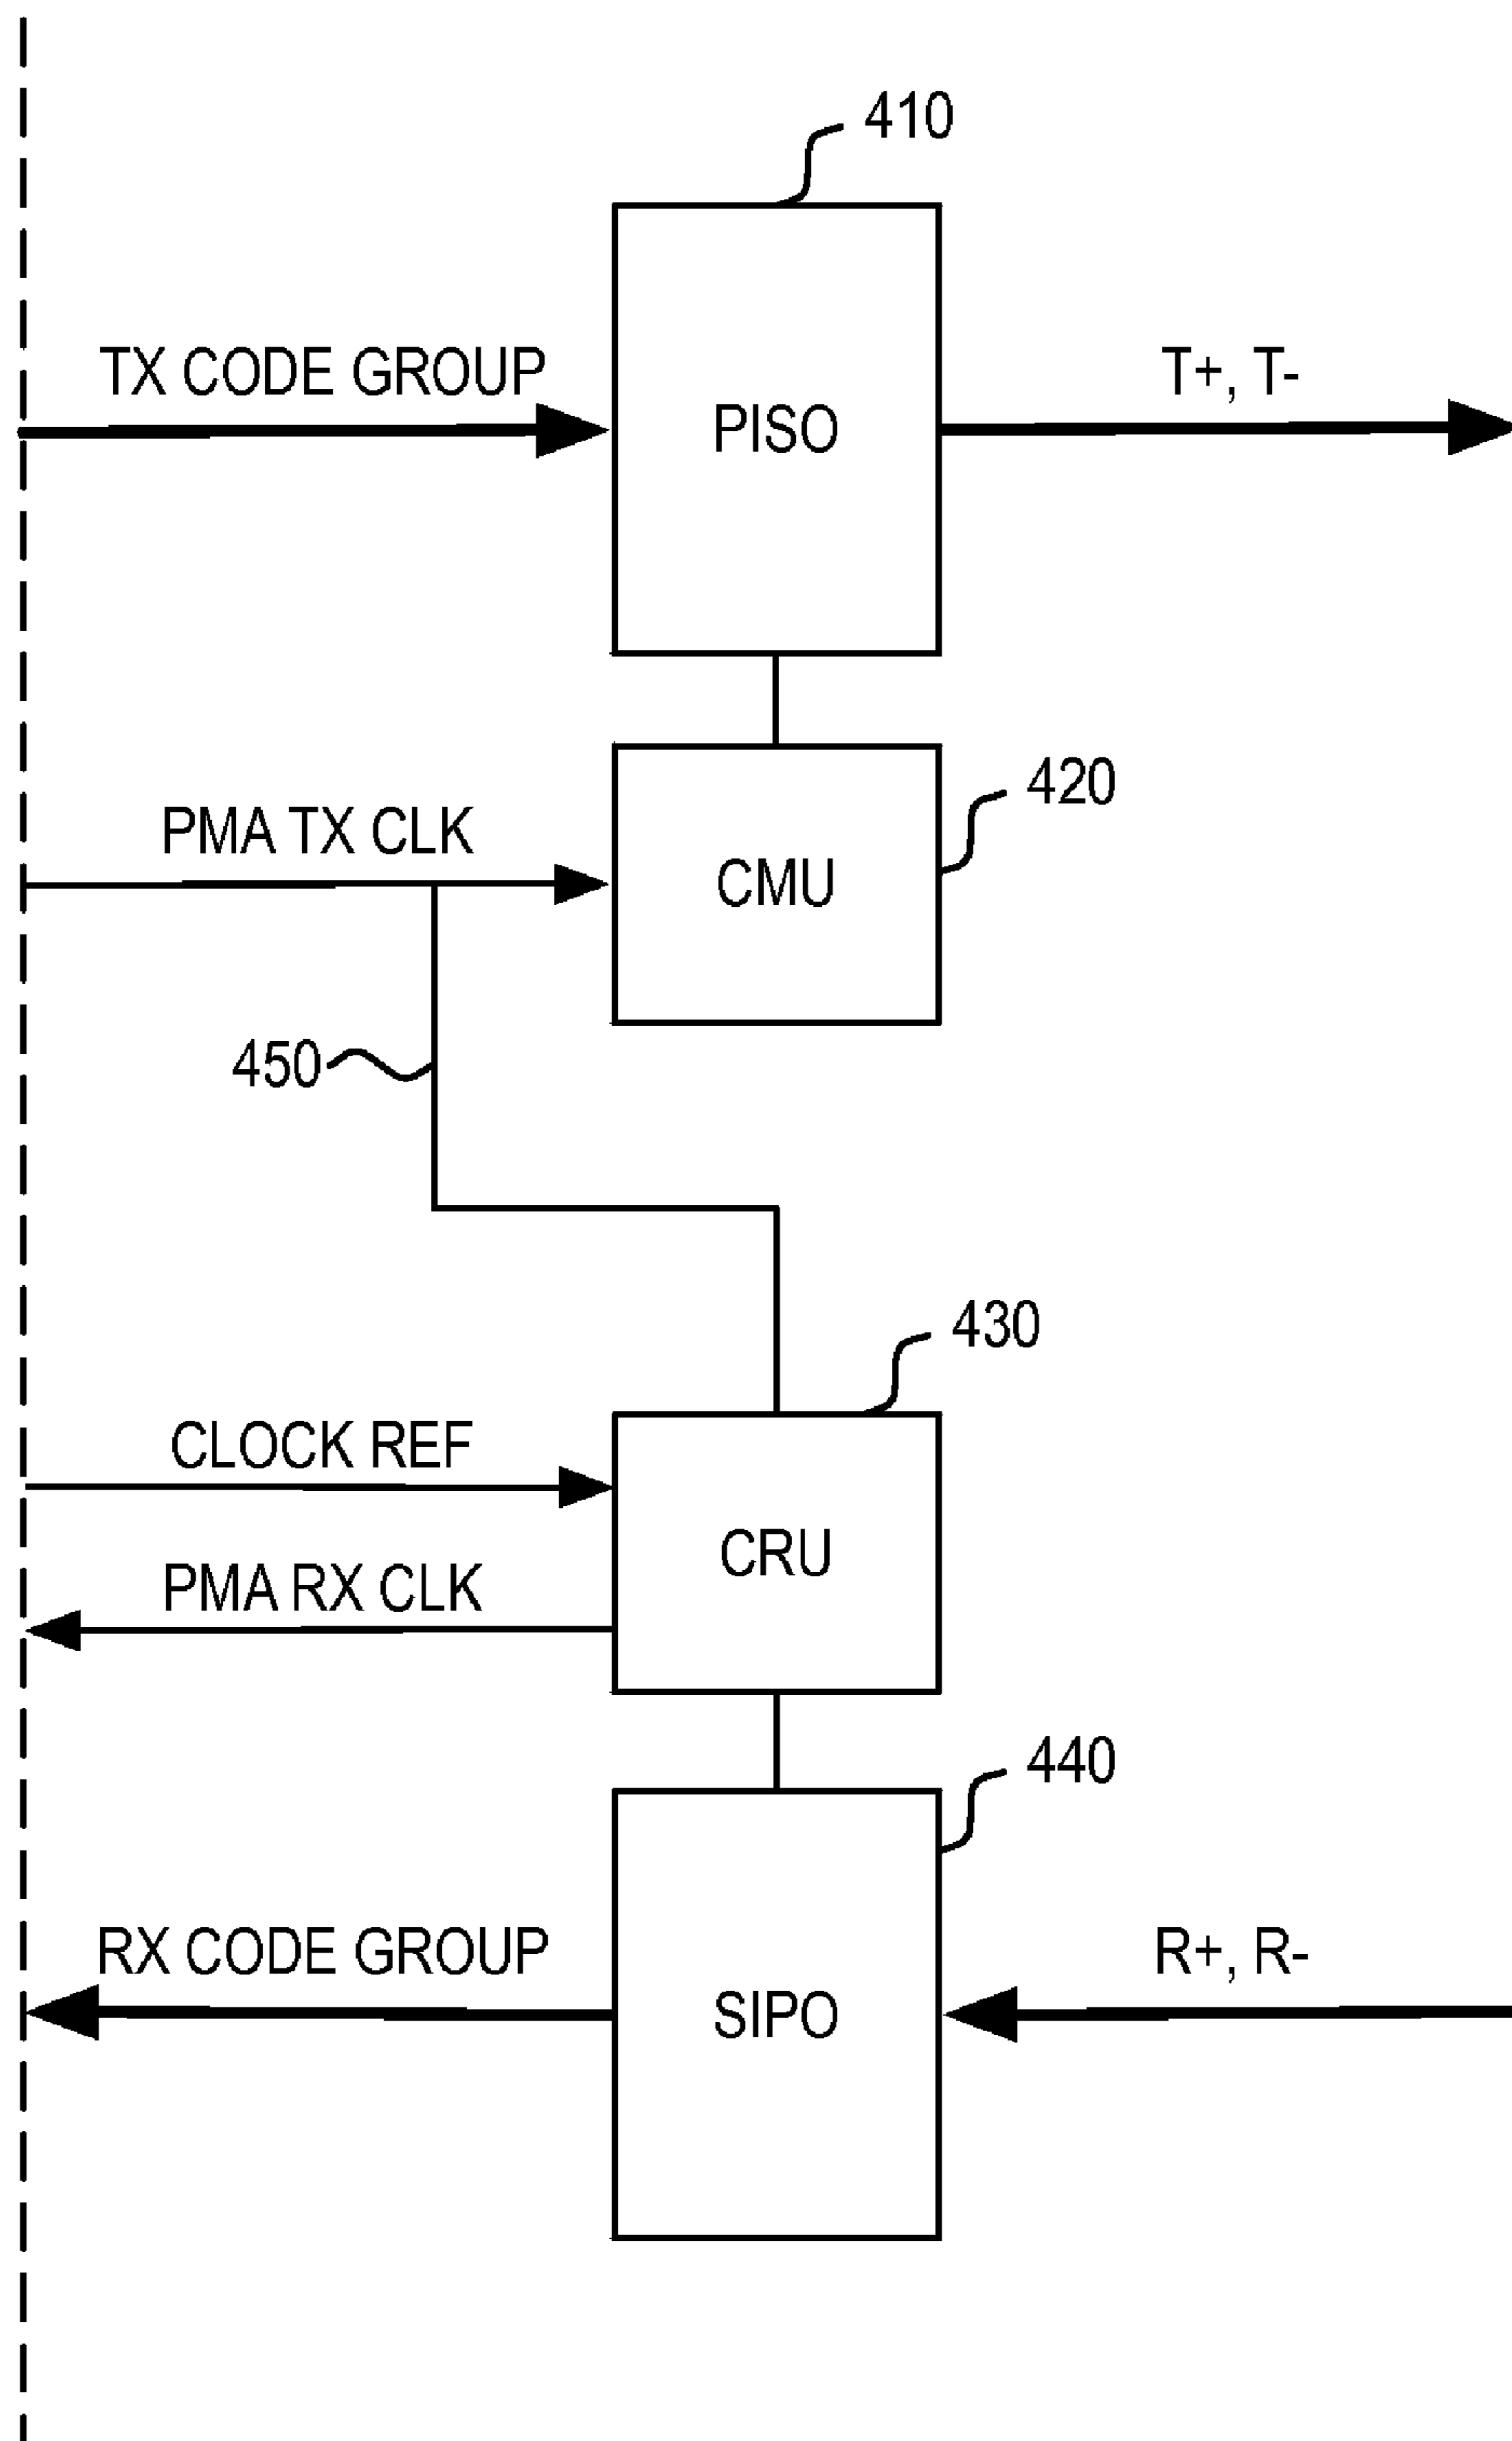 410
TX CODE GROUP
T+, T-
PISO
420
PMA TX CLK
CMU
450
430
CLOCK REF
CRU
PMA RX CLK
440
RX CODE GROUP
R+, R-
SIPO